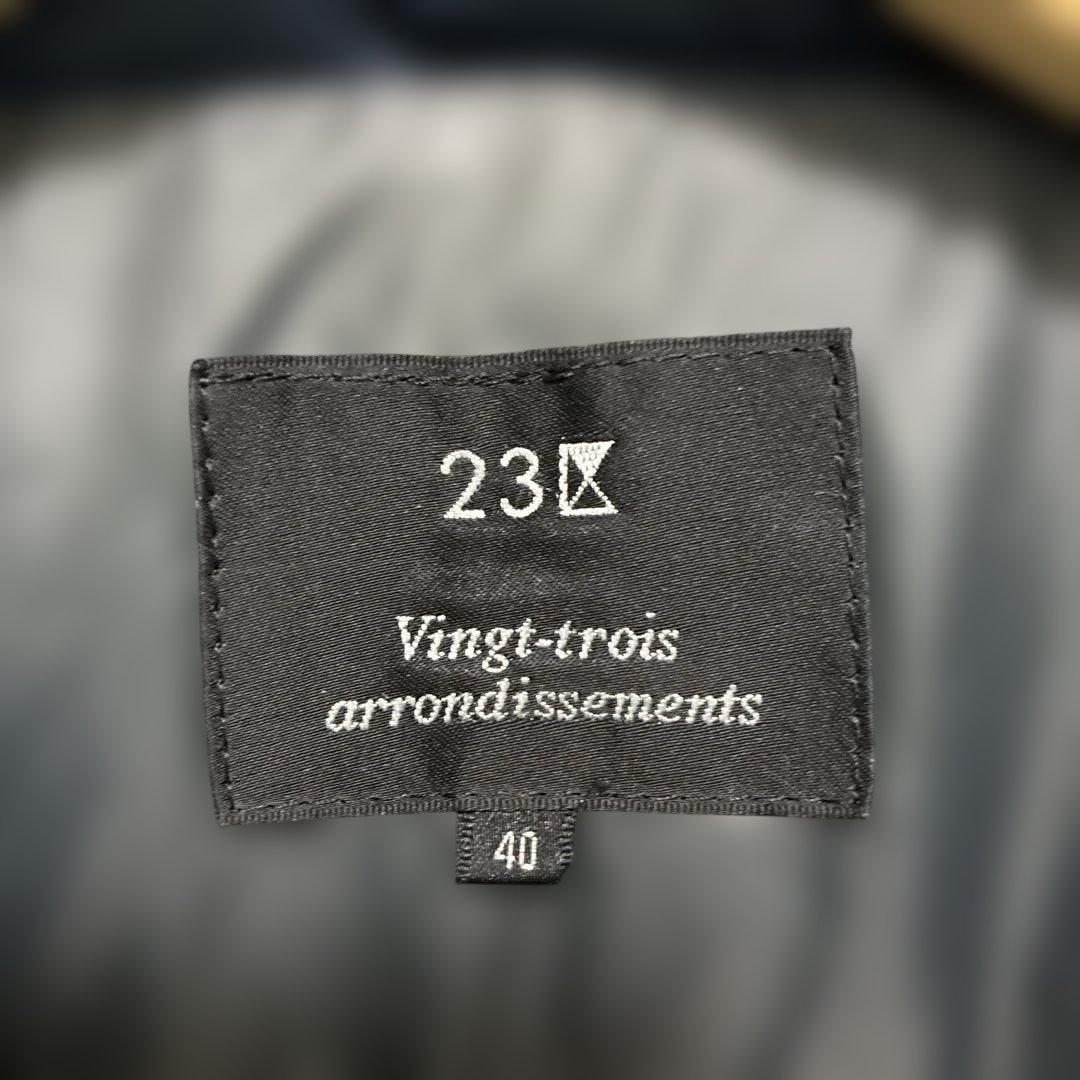 23区
Vingt-trois
arrondissements
40